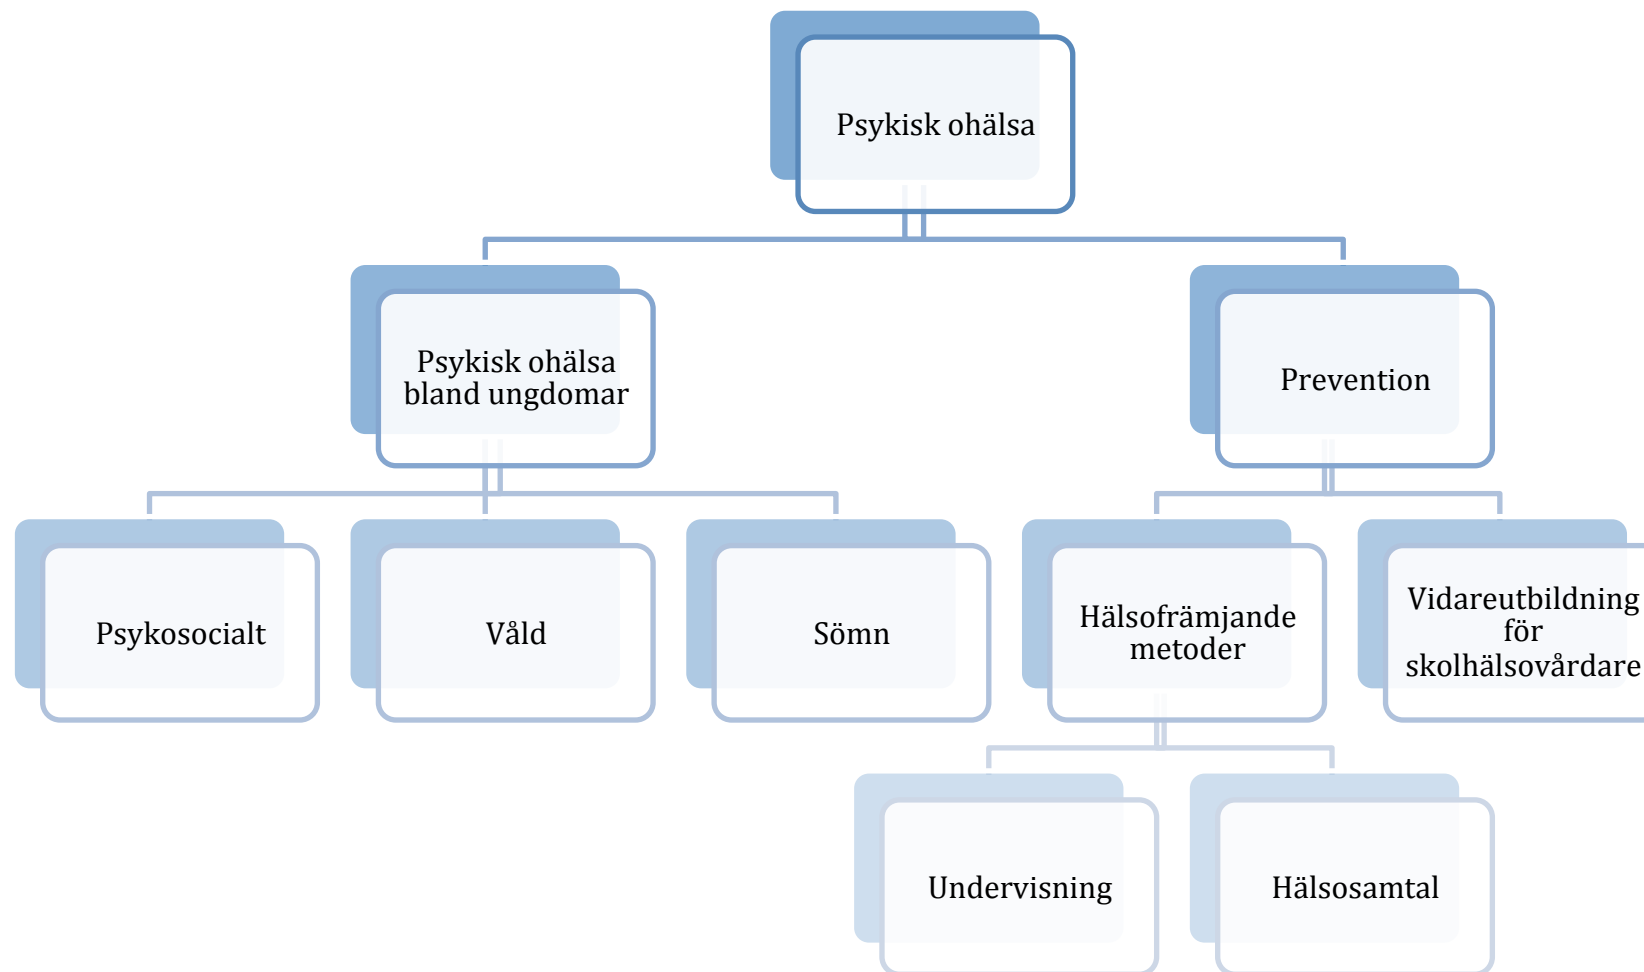 Psykisk ohälsa
Psykisk ohälsa
bland ungdomar
Prevention
Psykosocialt
Våld
Sömn
Hälsofrämjande
metoder
Vidareutbildning
för
skolhälsovårdare
Undervisning
Hälsosamtal